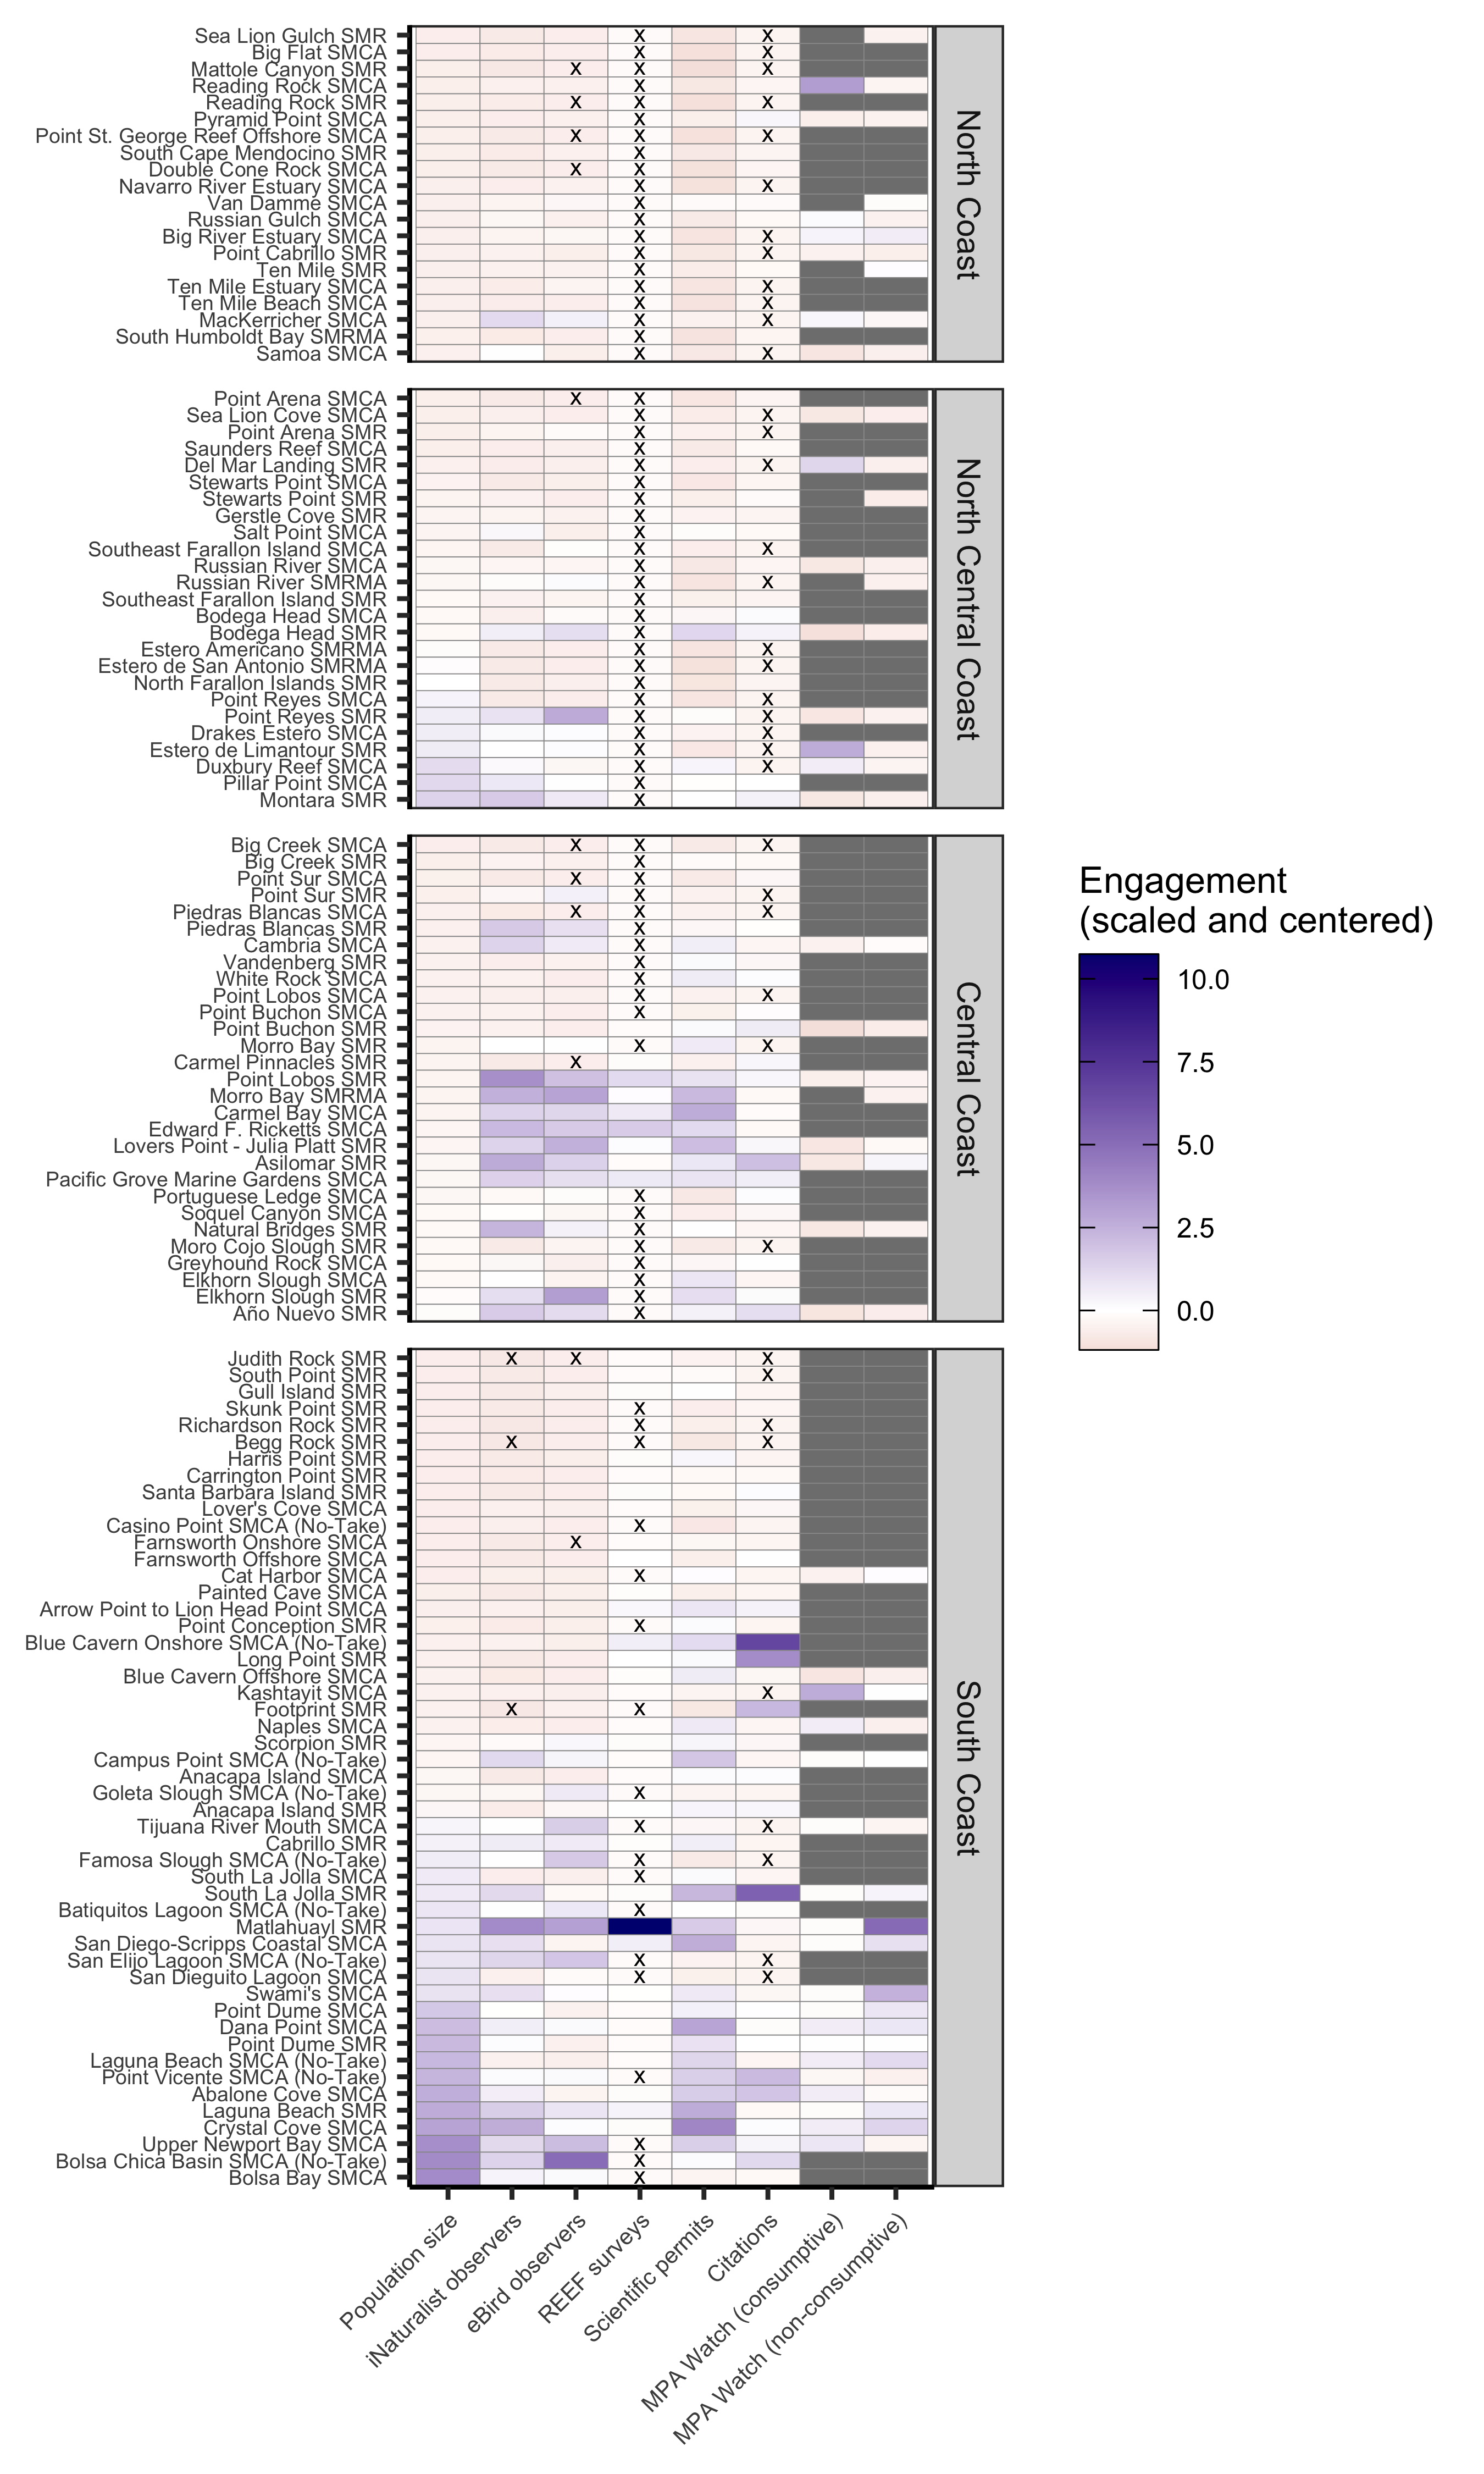 Sea Lion Gulch SMR
Big Flat SMCA
Mattole Canyon SMR
Reading Rock SMCA
Reading Rock SMR
Pyramid Point SMCA
Point St. George Reef Offshore SMCA
South Cape Mendocino SMR
Double Cone Rock SMCA
Navarro River Estuary SMCA
Van Damme SMCA
Russian Gulch SMCA
Big River Estuary SMCA
Point Cabrillo SMR
Ten Mile SMR
Ten Mile Estuary SMCA
Ten Mile Beach SMCA
MacKerricher SMCA
South Humboldt Bay SMRMA
Samoa SMCA
North Coast
Point Arena SMCA
Sea Lion Cove SMCA
Point Arena SMR
Saunders Reef SMCA
Del Mar Landing SMR
Stewarts Point SMCA
Stewarts Point SMR
Gerstle Cove SMR
Salt Point SMCA
Southeast Farallon Island SMCA
Russian River SMCA
Russian River SMRMA
Southeast Farallon Island SMR
Bodega Head SMCA
Bodega Head SMR
Estero Americano SMRMA
Estero de San Antonio SMRMA
North Farallon Islands SMR
Point Reyes SMCA
Point Reyes SMR
Drakes Estero SMCA
Estero de Limantour SMR
Duxbury Reef SMCA
Pillar Point SMCA
Montara SMR
North Central Coast
Big Creek SMCA
Big Creek SMR
Point Sur SMCA
Point Sur SMR
Piedras Blancas SMCA
Piedras Blancas SMR
Cambria SMCA
Vandenberg SMR
White Rock SMCA
Point Lobos SMCA
Point Buchon SMCA
Point Buchon SMR
Morro Bay SMR
Carmel Pinnacles SMR
Point Lobos SMR
Morro Bay SMRMA
Carmel Bay SMCA
Edward F. Ricketts SMCA
Lovers Point - Julia Platt SMR
Asilomar SMR
Pacific Grove Marine Gardens SMCA
Portuguese Ledge SMCA
Soquel Canyon SMCA
Natural Bridges SMR
Moro Cojo Slough SMR
Greyhound Rock SMCA
Elkhorn Slough SMCA
Elkhorn Slough SMR
Año Nuevo SMR
Central Coast
Judith Rock SMR
South Point SMR
Gull Island SMR
Skunk Point SMR
Richardson Rock SMR
Begg Rock SMR
Harris Point SMR
Carrington Point SMR
Santa Barbara Island SMR
Lover's Cove SMCA
Casino Point SMCA (No-Take)
Farnsworth Onshore SMCA
Farnsworth Offshore SMCA
Cat Harbor SMCA
Painted Cave SMCA
Arrow Point to Lion Head Point SMCA
Point Conception SMR
Blue Cavern Onshore SMCA (No-Take)
Long Point SMR
Blue Cavern Offshore SMCA
Kashtayit SMCA
Footprint SMR
Naples SMCA
Scorpion SMR
Campus Point SMCA (No-Take)
Anacapa Island SMCA
Goleta Slough SMCA (No-Take)
Anacapa Island SMR
Tijuana River Mouth SMCA
Cabrillo SMR
Famosa Slough SMCA (No-Take)
South La Jolla SMCA
South La Jolla SMR
Batiquitos Lagoon SMCA (No-Take)
Matlahuayl SMR
San Diego-Scripps Coastal SMCA
San Elijo Lagoon SMCA (No-Take)
San Dieguito Lagoon SMCA
Swami's SMCA
Point Dume SMCA
Dana Point SMCA
Point Dume SMR
Laguna Beach SMCA (No-Take)
Point Vicente SMCA (No-Take)
Abalone Cove SMCA
Laguna Beach SMR
Crystal Cove SMCA
Upper Newport Bay SMCA
Bolsa Chica Basin SMCA (No-Take)
Bolsa Bay SMCA
South Coast
Population size
iNaturalist observers
eBird observers
REEF surveys
Scientific permits
Citations
MPA Watch (consumptive)
MPA Watch (non-consumptive)
Engagement
(scaled and centered)
10.0
7.5
5.0
2.5
0.0